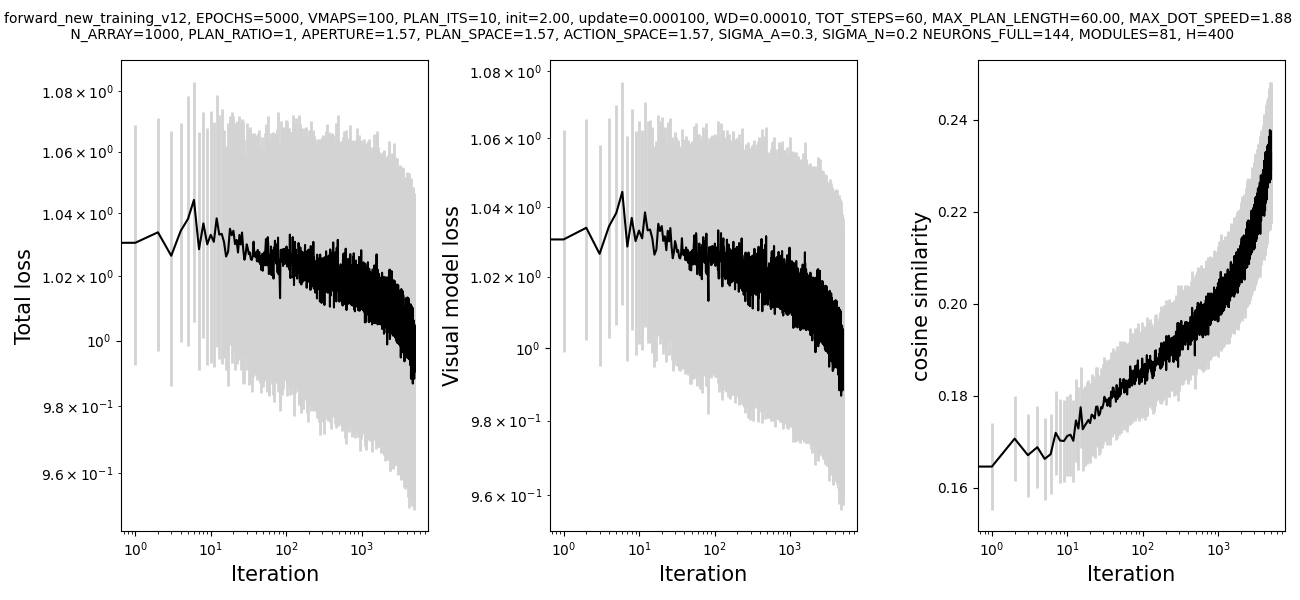 forward_new_training_v12, EPOCHS=5000, VMAPS=100, PLAN_ITS=10, init=2.00, update=0.000100, WD=0.00010, TOT_STEPS=60, MAX_PLAN_LENGTH=60.00, MAX_DOT_SPEED=1.88
N_ARRAY=1000, PLAN_RATIO=1, APERTURE=1.57, PLAN_SPACE=1.57, ACTION_SPACE=1.57, SIGMA_A=0.3, SIGMA_N=0.2 NEURONS_FULL=144, MODULES=81, H=400
Total loss
1.08 × 10⁰
1.06 × 10⁰
1.04 × 10⁰
1.02 × 10⁰
10⁰
9.8 × 10⁻¹
9.6 × 10⁻¹
10⁰ 10¹ 10² 10³
Iteration
Visual model loss
1.08 × 10⁰
1.06 × 10⁰
1.04 × 10⁰
1.02 × 10⁰
10⁰
9.8 × 10⁻¹
9.6 × 10⁻¹
10⁰ 10¹ 10² 10³
Iteration
cosine similarity
0.24
0.22
0.20
0.18
0.16
10⁰ 10¹ 10² 10³
Iteration